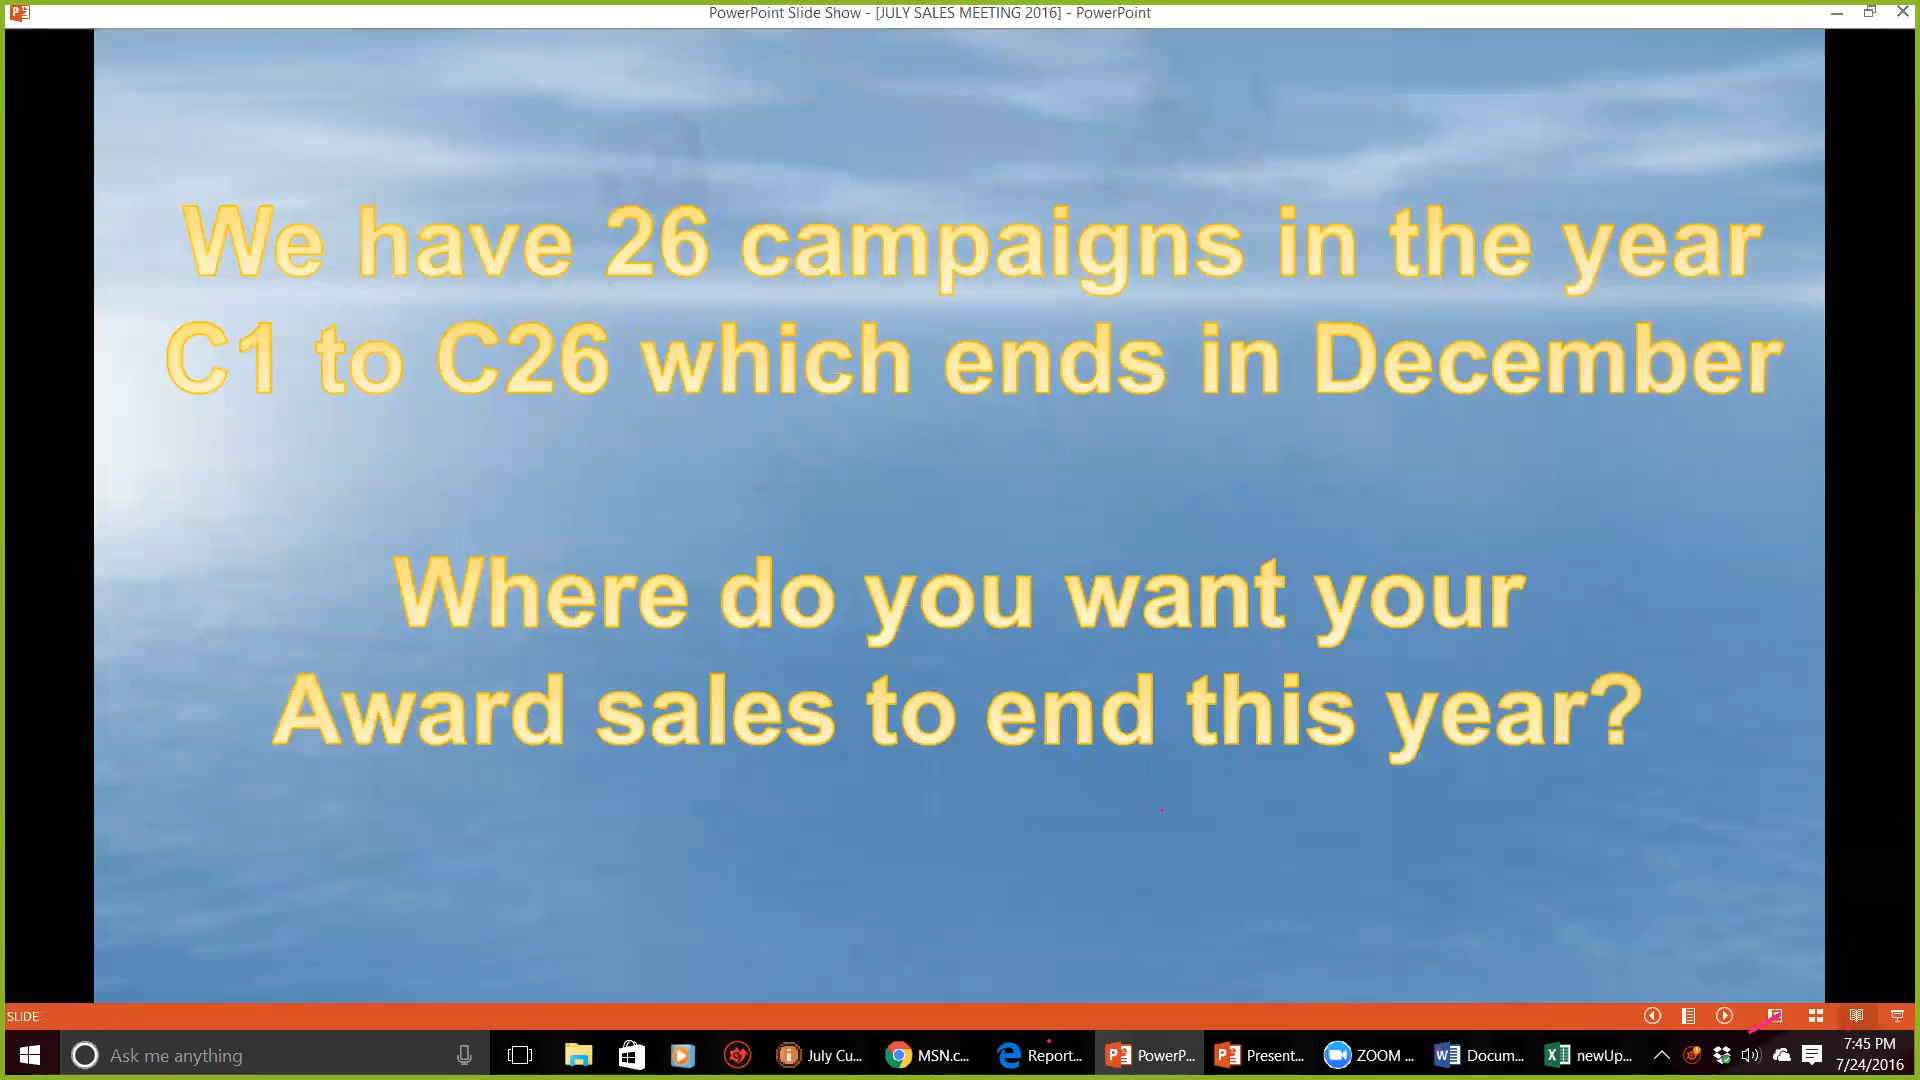 PowerPoint Slide Show - [JULY SALES MEETING 2016] - PowerPoint
We have 26 campaigns in the year
C1 to C26 which ends in December
Where do you want your
Award sales to end this year?
SLIDE
Ask me anything
July Cu...
MSN.c...
Report...
PowerP...
Present...
ZOOM ...
Docum...
newUp...
7:45 PM
7/24/2016